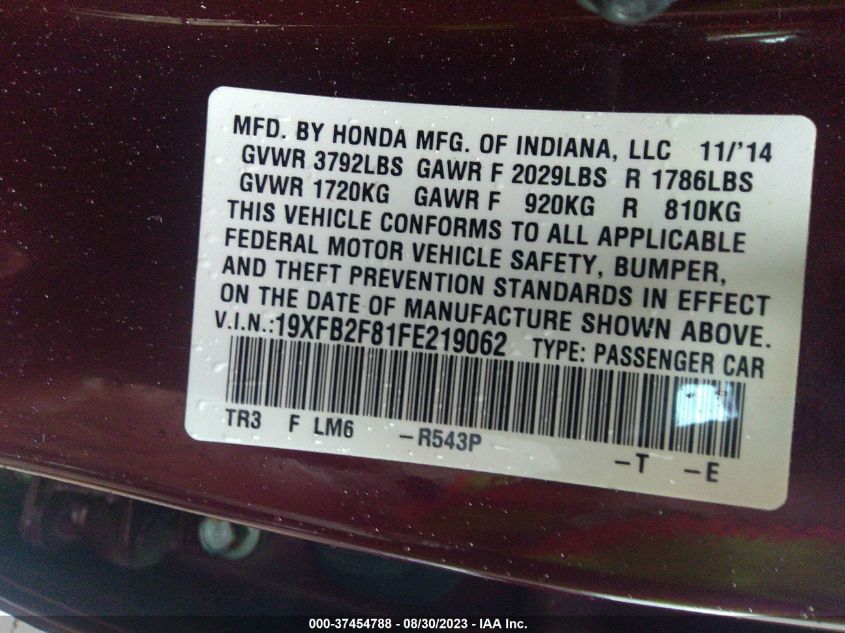 MFD. BY HONDA MFG. OF INDIANA, LLC 11/'14
GVWR 3792LBS GAWR F 2029LBS R 1786LBS
GVWR 1720KG GAWR F 920KG R 810KG
THIS VEHICLE CONFORMS TO ALL APPLICABLE
FEDERAL MOTOR VEHICLE SAFETY, BUMPER,
AND THEFT PREVENTION STANDARDS IN EFFECT
ON THE DATE OF MANUFACTURE SHOWN ABOVE.
V.I.N.:19XFB2F81FE219062 TYPE: PASSENGER CAR
TR3 F LM6 -R543P -T -E
000-37454788 - 08/30/2023 - IAA Inc.